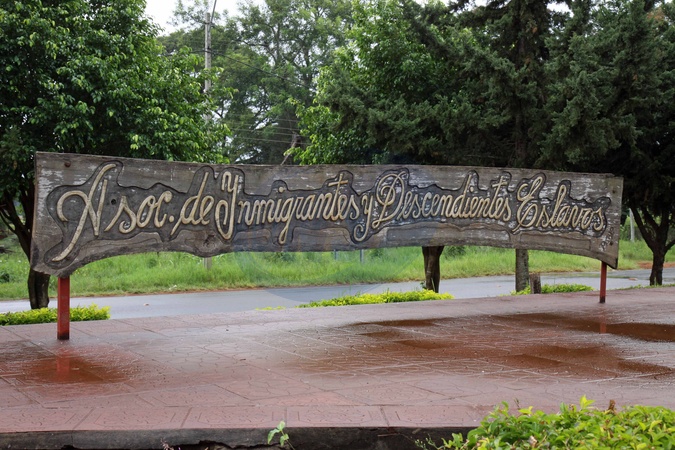 Asoc. de Inmigrantes y Descendientes Eslavos